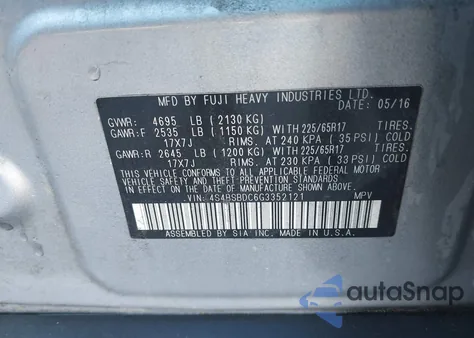 MFD BY FUJI HEAVY INDUSTRIES LTD.
DATE: 05/16
GVWR: 4695 LB ( 2130 KG)
GAWR:F 2535 LB ( 1150 KG) WITH 225/65R17 TIRES.
17X7J RIMS. AT 240 KPA ( 35 PSI) COLD
GAWR:R 2645 LB ( 1200 KG) WITH 225/65R17 TIRES.
17X7J RIMS. AT 230 KPA ( 33 PSI) COLD
THIS VEHICLE CONFORMS TO ALL APPLICABLE FEDERAL MOTOR
VEHICLE SAFETY, BUMPER, AND THEFT PREVENTION STANDARDS
IN EFFECT ON THE DATE OF MANUFACTURE SHOWN ABOVE.
VIN: 4S4BSBDC6G3352121 MPV
ASSEMBLED BY SIA INC. MADE IN U.S.A.
autoSnap